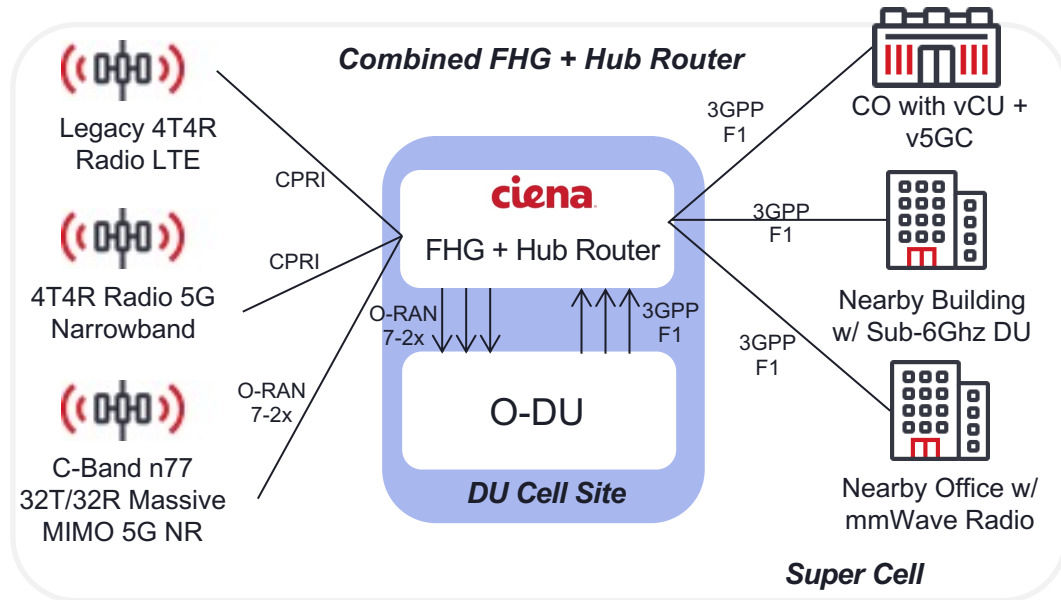 Combined FHG + Hub Router
Legacy 4T4R
Radio LTE
CPRI
4T4R Radio 5G
Narrowband
CPRI
C-Band n77
32T/32R Massive
MIMO 5G NR
O-RAN
7-2x
ciena
FHG + Hub Router
O-RAN
7-2x
3GPP
F1
O-DU
DU Cell Site
3GPP
F1
CO with vCU +
v5GC
3GPP
F1
Nearby Building
w/ Sub-6Ghz DU
3GPP
F1
Nearby Office w/
mmWave Radio
Super Cell